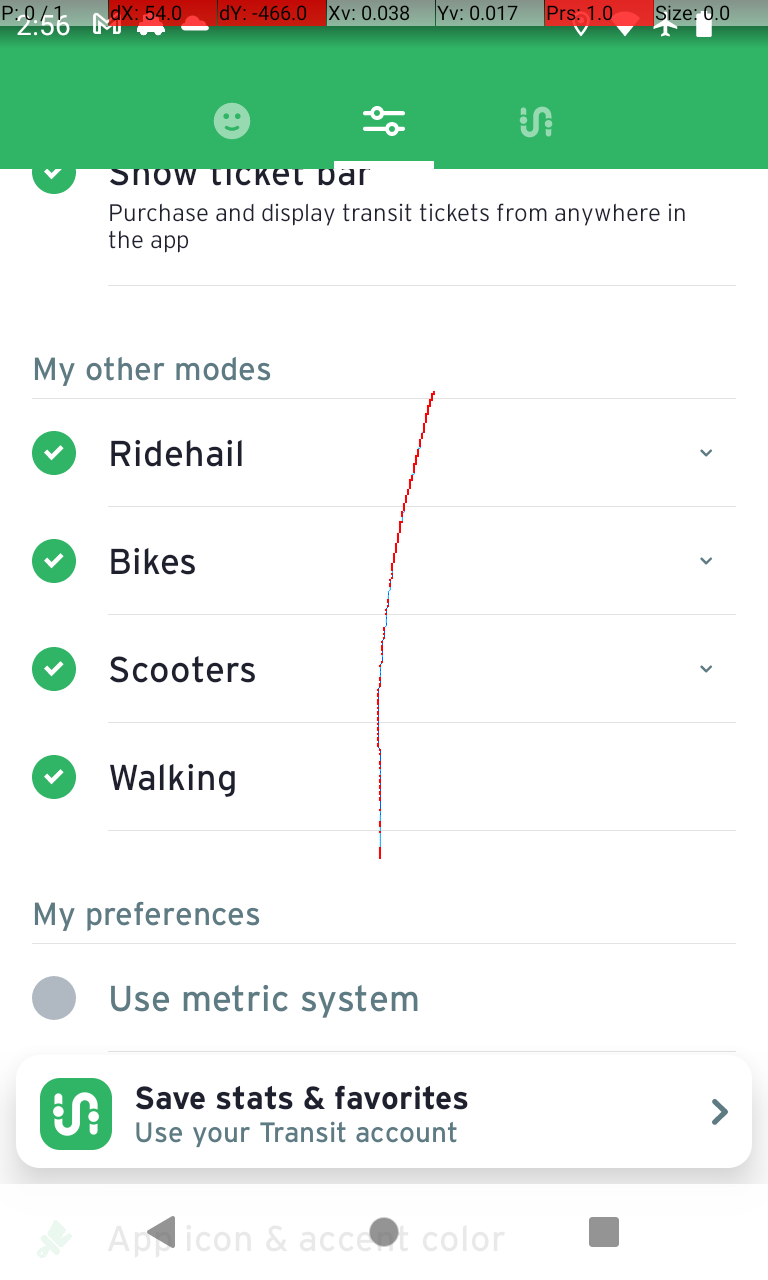 P: 0 / 1 dX: 54.0 dY: -466.0 Xv: 0.038 Yv: 0.017 Prs: 1.0 Size: 0.0
2:56
Show ticket bar
Purchase and display transit tickets from anywhere in
the app
My other modes
Ridehail
Bikes
Scooters
Walking
My preferences
Use metric system
Save stats & favorites
Use your Transit account
App icon & accent color